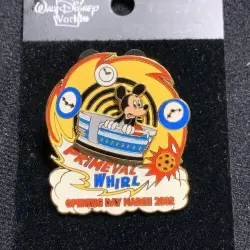 Walt Disney
World
PRIMEVAL
WHIRL
OPENING DAY MARCH 2002